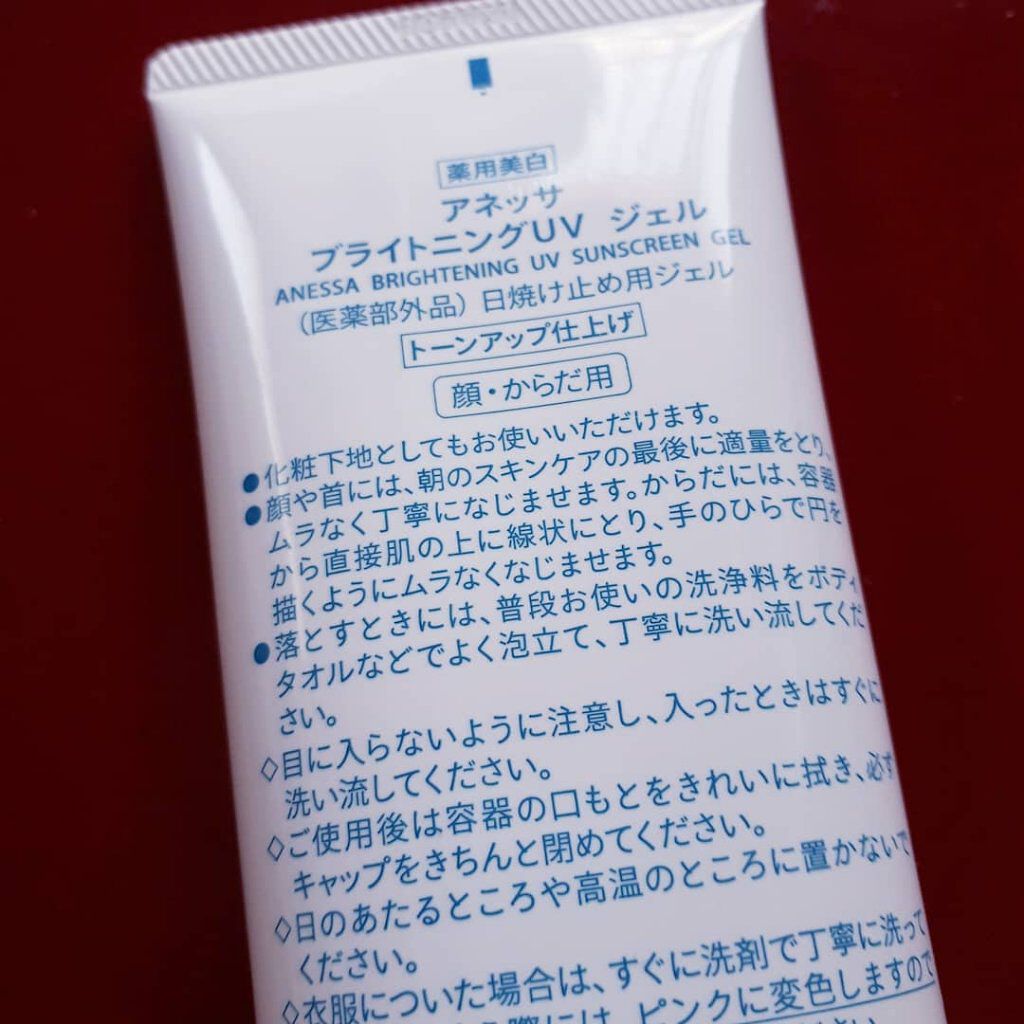 薬用美白
アネッサ
ブライトニングUV ジェル
ANESSA BRIGHTENING UV SUNSCREEN GEL
（医薬部外品）日焼け止め用ジェル
トーンアップ仕上げ
顔・からだ用
●化粧下地としてもお使いいただけます。
●顔や首には、朝のスキンケアの最後に適量をとり、
ムラなく丁寧になじませます。からだには、容器
から直接肌の上に線状にとり、手のひらで円を
描くようにムラなくなじませます。
●落とすときには、普段お使いの洗浄料をボディ
タオルなどでよく泡立て、丁寧に洗い流してくだ
さい。
◇目に入らないように注意し、入ったときはすぐに
洗い流してください。
◇ご使用後は容器の口もとをきれいに拭き、必ず
キャップをきちんと閉めてください。
◇日のあたるところや高温のところに置かないで
ください。
◇衣服についた場合は、すぐに洗剤で丁寧に洗って
際には、ピンクに変色しますので